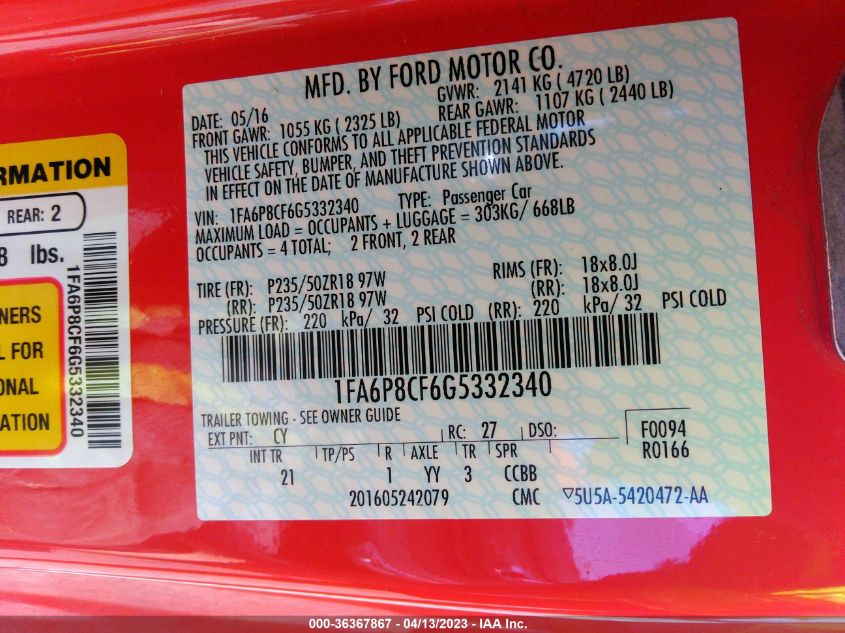 MFD. BY FORD MOTOR CO.
DATE: 05/16 GVWR: 2141 KG ( 4720 LB)
FRONT GAWR: 1055 KG ( 2325 LB) REAR GAWR: 1107 KG ( 2440 LB)
THIS VEHICLE CONFORMS TO ALL APPLICABLE FEDERAL MOTOR
VEHICLE SAFETY, BUMPER, AND THEFT PREVENTION STANDARDS
IN EFFECT ON THE DATE OF MANUFACTURE SHOWN ABOVE.
VIN: 1FA6P8CF6G5332340 TYPE: Passenger Car
MAXIMUM LOAD = OCCUPANTS + LUGGAGE = 303KG/ 668LB
OCCUPANTS = 4 TOTAL; 2 FRONT, 2 REAR
TIRE (FR): P235/50ZR18 97W RIMS (FR): 18x8.0J
(RR): P235/50ZR18 97W (RR): 18x8.0J
PRESSURE (FR): 220 kPa/ 32 PSI COLD (RR): 220 kPa/ 32 PSI COLD
1FA6P8CF6G5332340
TRAILER TOWING - SEE OWNER GUIDE
EXT PNT: CY RC: 27 DSO: F0094
R0166
INT TR TP/PS R AXLE TR SPR
21 1 YY 3 CCBB
201605242079 CMC ▽5U5A-5420472-AA
RMATION
REAR: 2
8 lbs.
NERS
L FOR
ONAL
ATION
1FA6P8CF6G5332340
000-36367867 - 04/13/2023 - IAA Inc.